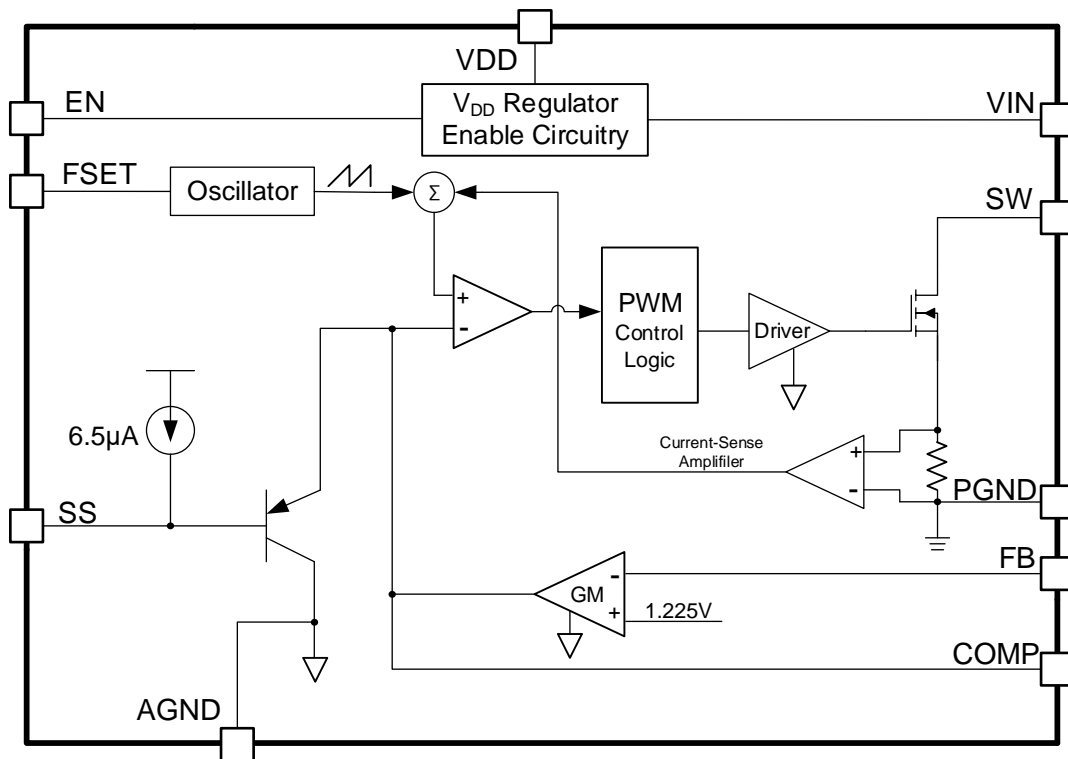 VDD
EN
V_DD Regulator
Enable Circuitry
VIN
FSET
Oscillator
Σ
SW
+
-
PWM
Control
Logic
Driver
6.5µA
Current-Sense
Amplifiler
+
-
PGND
SS
FB
-
GM
+
1.225V
COMP
AGND